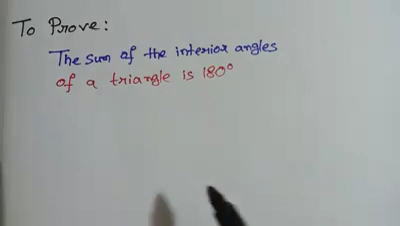 To Prove:
The sum of the interior angles
of a triangle is 180°